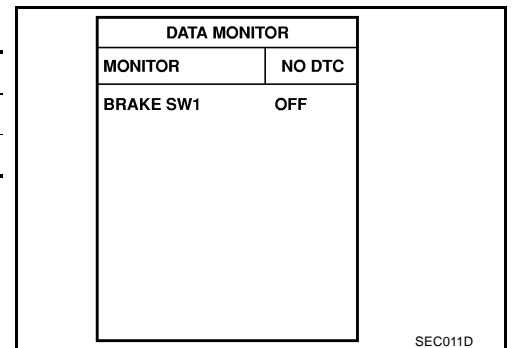 DATA MONITOR
MONITOR NO DTC
BRAKE SW1 OFF
SEC011D